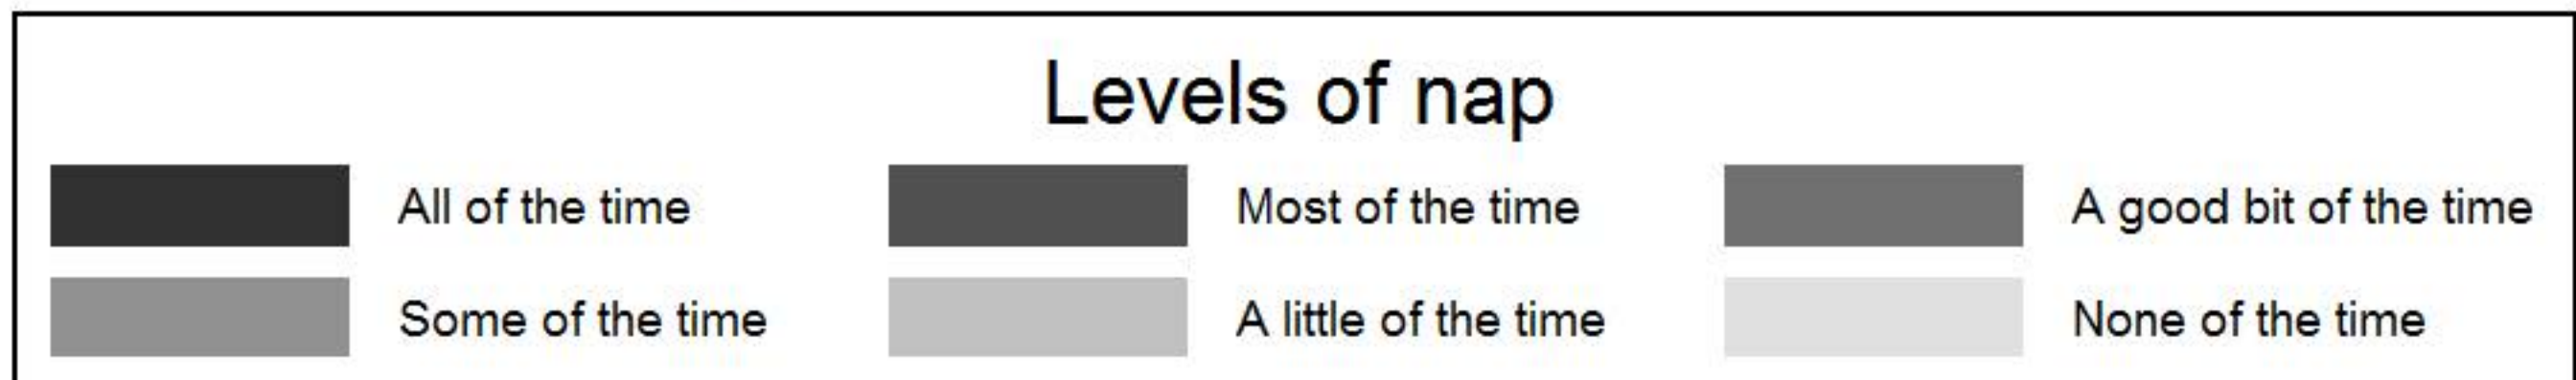 Levels of nap
All of the time Most of the time A good bit of the time
Some of the time A little of the time None of the time